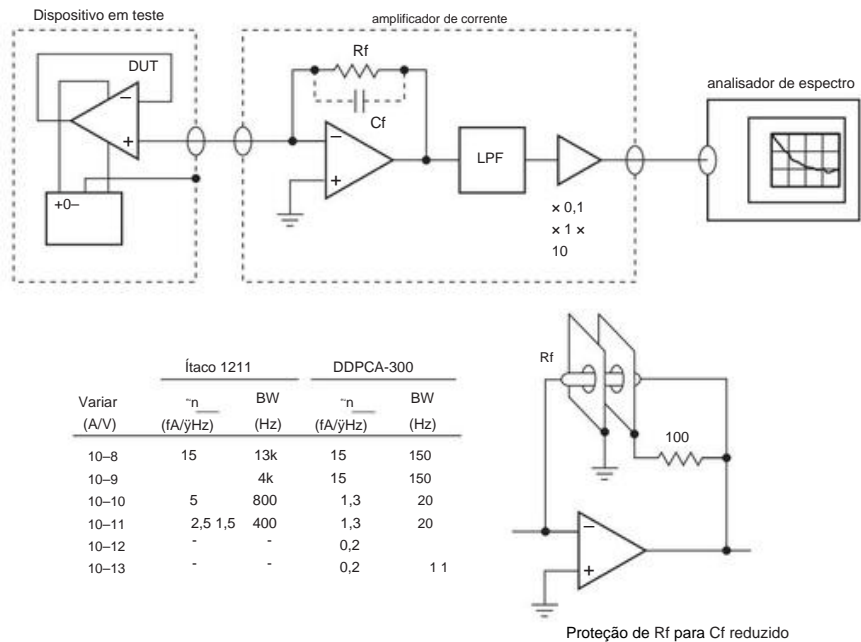 Dispositivo em teste
amplificador de corrente
DUT
−
+
+0–
Rf
Cf
−
+
LPF
× 0,1
× 1 ×
10
analisador de espectro
Ítaco 1211 DDPCA-300
Variar ~n BW ~n BW
(A/V) (fA/ÿHz) (Hz) (fA/ÿHz) (Hz)
10–8 15 13k 15 150
10–9 4k 15 150
10–10 5 800 1,3 20
10–11 2,5 1,5 400 1,3 20
10–12 - - 0,2
10–13 - - 0,2 1 1
Rf
100
−
+
Proteção de Rf para Cf reduzido